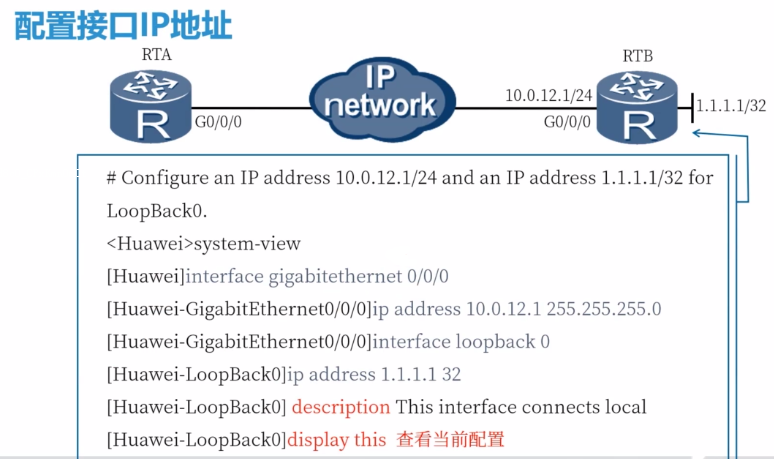 配置接口IP地址
RTA
RTB
IP
network
10.0.12.1/24
1.1.1.1/32
R
G0/0/0
G0/0/0
R
# Configure an IP address 10.0.12.1/24 and an IP address 1.1.1.1/32 for
LoopBack0.
<Huawei>system-view
[Huawei]interface gigabitethernet 0/0/0
[Huawei-GigabitEthernet0/0/0]ip address 10.0.12.1 255.255.255.0
[Huawei-GigabitEthernet0/0/0]interface loopback 0
[Huawei-LoopBack0]ip address 1.1.1.1 32
[Huawei-LoopBack0] description This interface connects local
[Huawei-LoopBack0]display this 查看当前配置